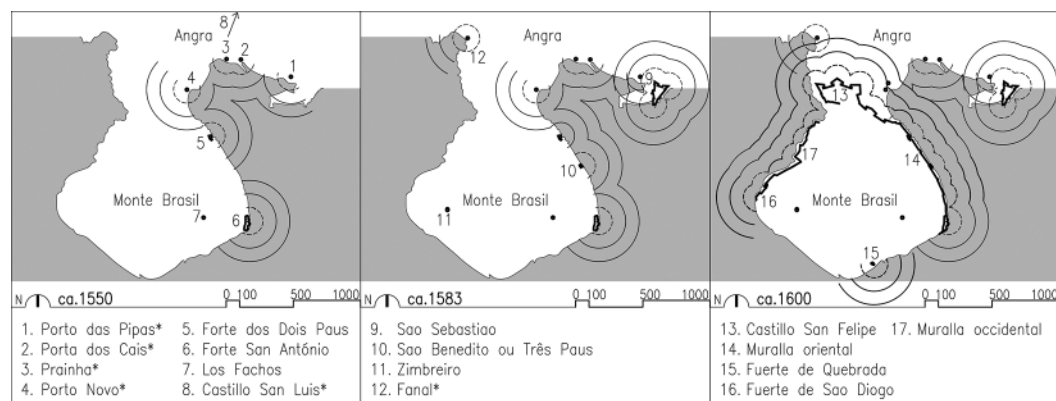 8
Angra
3
2
1
4
5
Monte Brasil
7
6
N
ca.1550
0 100 500 1000
1. Porto das Pipas*
2. Porta dos Cais*
3. Prainha*
4. Porto Novo*
5. Forte dos Dois Paus
6. Forte San António
7. Los Fachos
8. Castillo San Luis*
Angra
12
9
10
Monte Brasil
11
N
ca.1583
0 100 500 1000
9. Sao Sebastiao
10. Sao Benedito ou Três Paus
11. Zimbreiro
12. Fanal*
Angra
13
14
17
16
Monte Brasil
15
N
ca.1600
0 100 500 1000
13. Castillo San Felipe
14. Muralla oriental
15. Fuerte de Quebrada
16. Fuerte de Sao Diogo
17. Muralla occidental